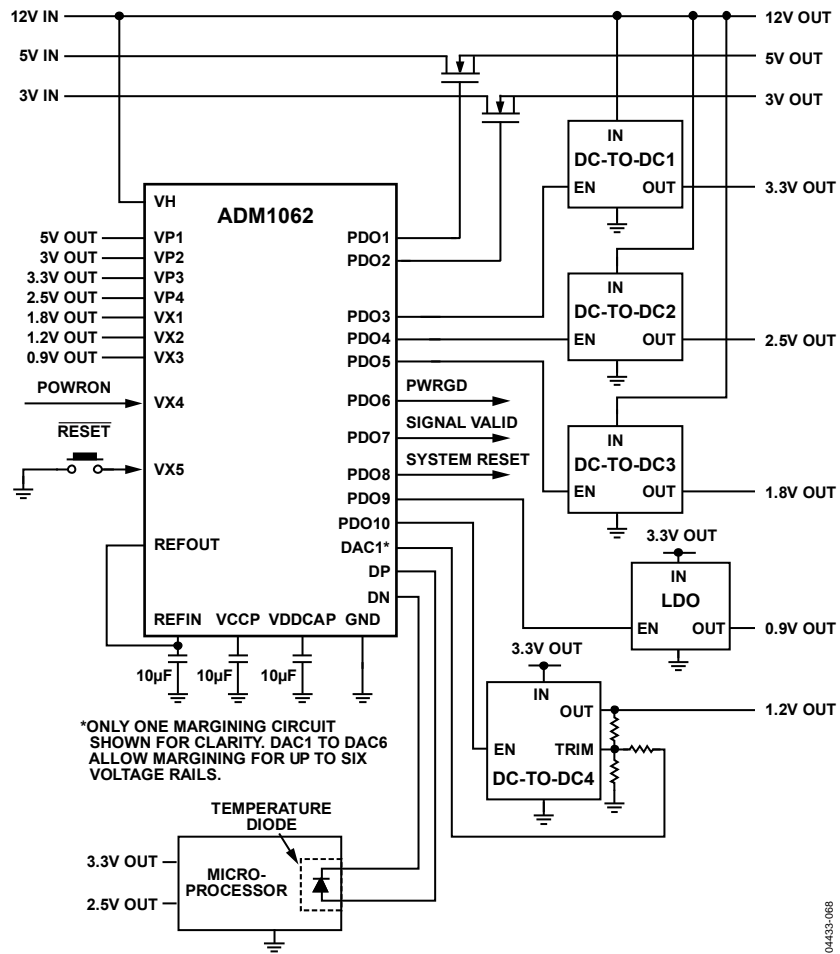 12V IN
12V OUT
5V IN
5V OUT
3V IN
3V OUT
IN
DC-TO-DC1
EN OUT
3.3V OUT
VH
ADM1062
5V OUT
VP1
PDO1
3V OUT
VP2
PDO2
3.3V OUT
VP3
2.5V OUT
VP4
1.8V OUT
VX1
PDO3
1.2V OUT
VX2
PDO4
0.9V OUT
VX3
PDO5
IN
DC-TO-DC2
EN OUT
2.5V OUT
POWRON
VX4
PDO6
PWRGD
PDO7
SIGNAL VALID
RESET
VX5
PDO8
SYSTEM RESET
IN
DC-TO-DC3
EN OUT
1.8V OUT
PDO9
PDO10
REFOUT
DAC1*
DP
DN
3.3V OUT
IN
LDO
EN OUT
0.9V OUT
REFIN VCCP VDDCAP GND
10µF 10µF 10µF
3.3V OUT
IN
OUT
1.2V OUT
EN TRIM
DC-TO-DC4
*ONLY ONE MARGINING CIRCUIT
SHOWN FOR CLARITY. DAC1 TO DAC6
ALLOW MARGINING FOR UP TO SIX
VOLTAGE RAILS.
TEMPERATURE
DIODE
3.3V OUT
2.5V OUT
MICRO-
PROCESSOR
04433-068